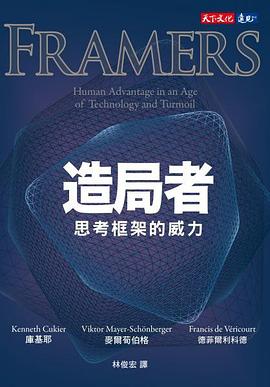 天下文化 遠見
FRAMERS
Human Advantage in an Age
of Technology and Turmoil
造局者
思考框架的威力
Kenneth Cukier Viktor Mayer-Schönberger Francis de Véricourt
庫基耶 麥爾荀伯格 德菲爾利科德
林俊宏 譯